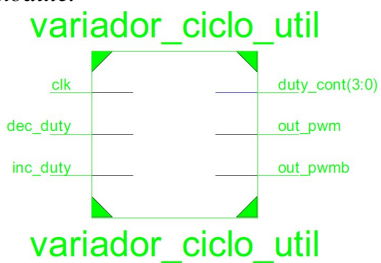 variador_ciclo_util
clk
duty_cont(3:0)
dec_duty
out_pwm
inc_duty
out_pwmb
variador_ciclo_util